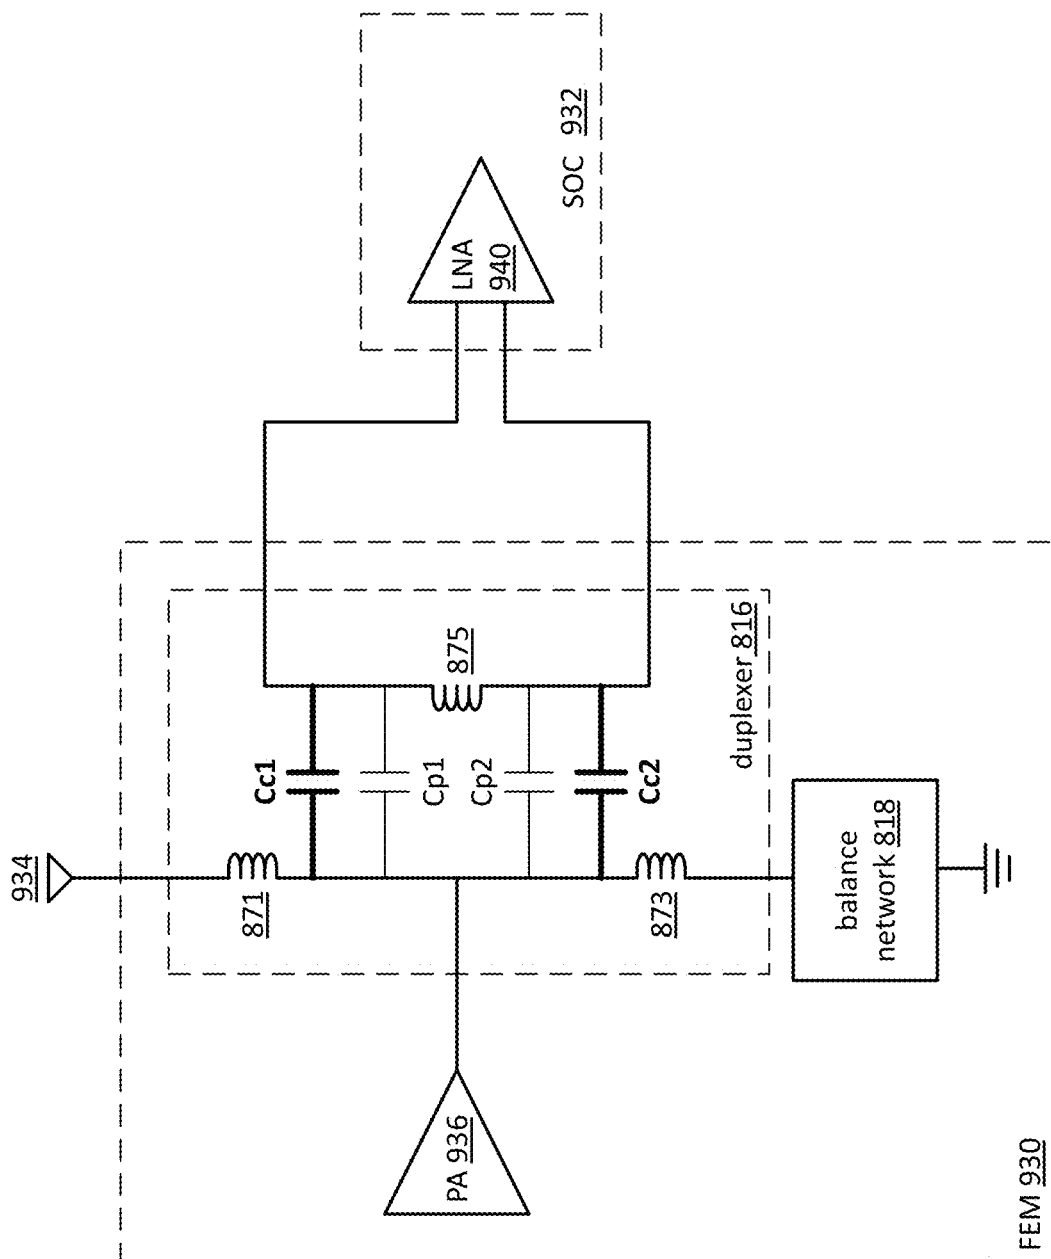 934
871
Cc1
Cp1
Cp2
Cc2
873
875
duplexer 816
balance
network 818
PA 936
LNA
940
SOC 932
FEM 930